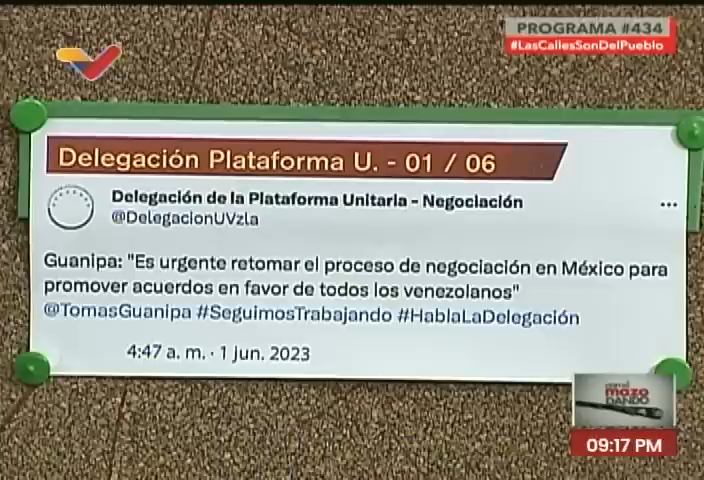 PROGRAMA #434
#LasCallesSonDelPueblo
Delegación Plataforma U. - 01 / 06
Delegación de la Plataforma Unitaria - Negociación
@DelegacionUVzla
Guanipa: "Es urgente retomar el proceso de negociación en México para
promover acuerdos en favor de todos los venezolanos"
@TomasGuanipa #SeguimosTrabajando #HablaLaDelegación
4:47 a. m. · 1 jun. 2023
CON EL
mazo
DANDO
09:17 PM